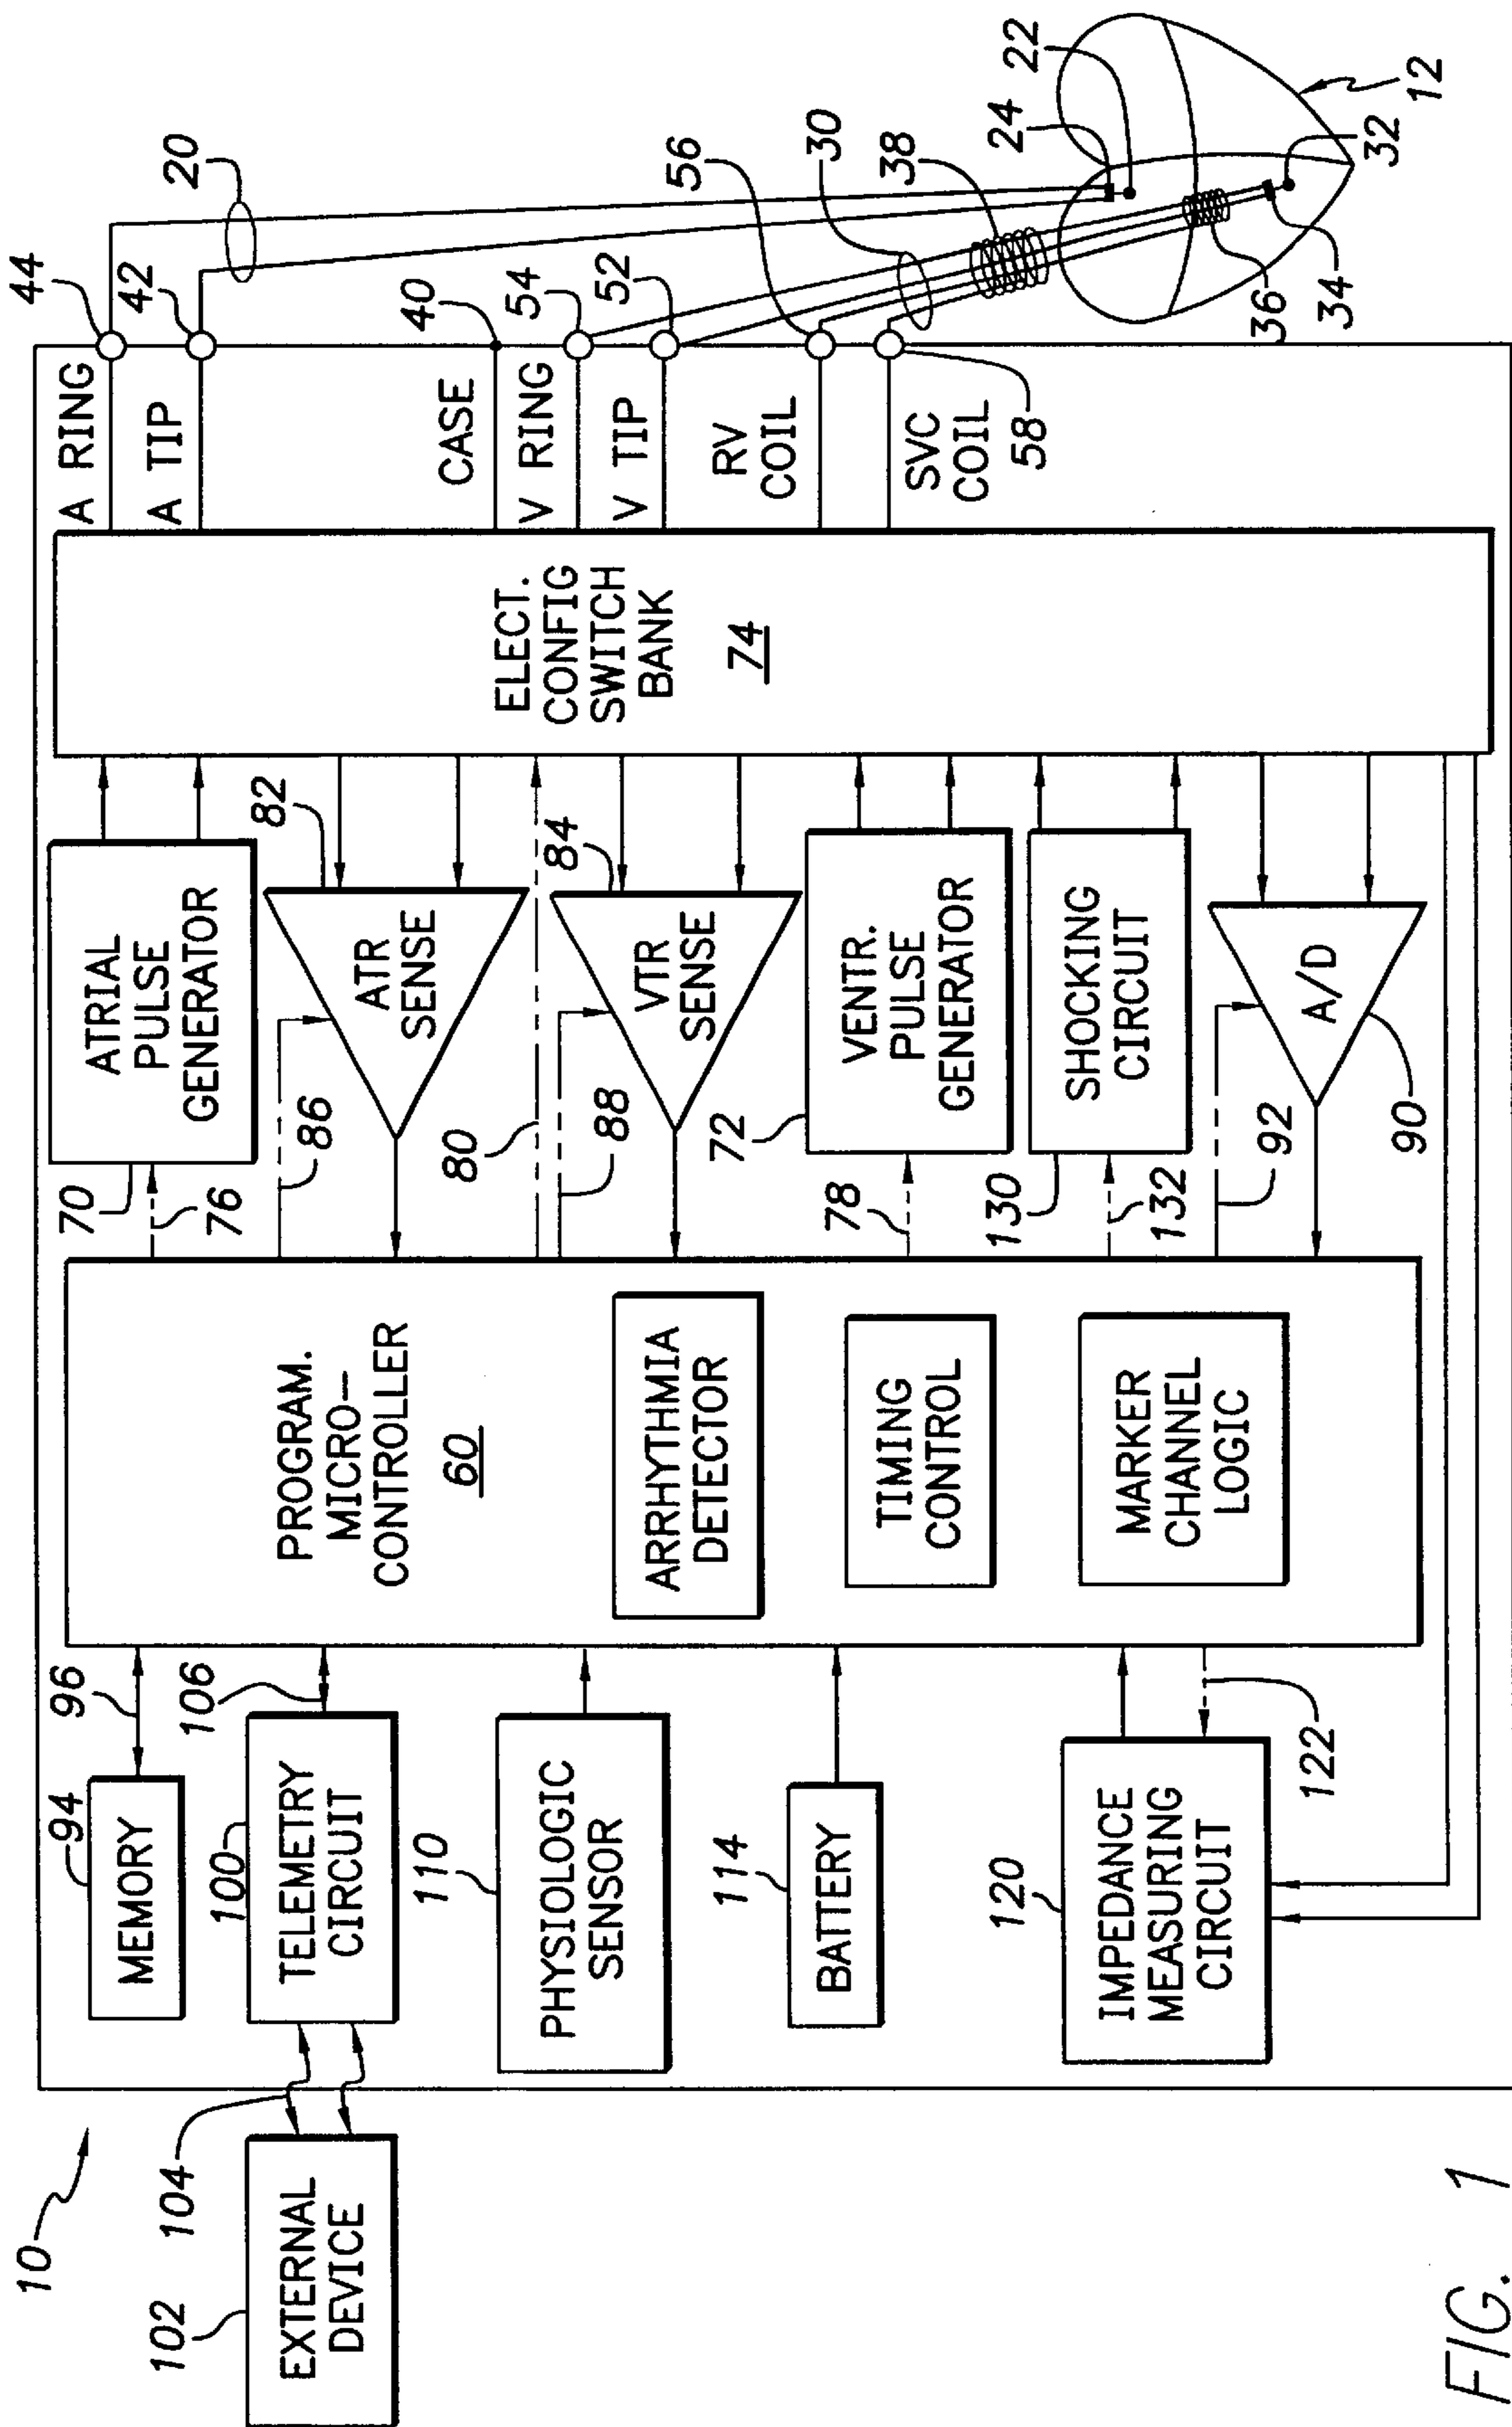 10
102
EXTERNAL
DEVICE
104
94
MEMORY
96
100
TELEMETRY
CIRCUIT
106
110
PHYSIOLOGIC
SENSOR
114
BATTERY
120
IMPEDANCE
MEASURING
CIRCUIT
122
PROGRAM.
MICRO–
CONTROLLER
60
ARRHYTHMIA
DETECTOR
TIMING
CONTROL
MARKER
CHANNEL
LOGIC
70
76
ATRIAL
PULSE
GENERATOR
86
ATR
SENSE
82
80
88
VTR
SENSE
84
72
78
VENTR.
PULSE
GENERATOR
130
132
SHOCKING
CIRCUIT
92
A/D
90
ELECT.
CONFIG
SWITCH
BANK
74
A RING
A TIP
CASE
V RING
V TIP
RV
COIL
SVC
COIL
44
42
40
54
52
56
58
20
30
38
24
22
36
34
32
12
FIG. 1